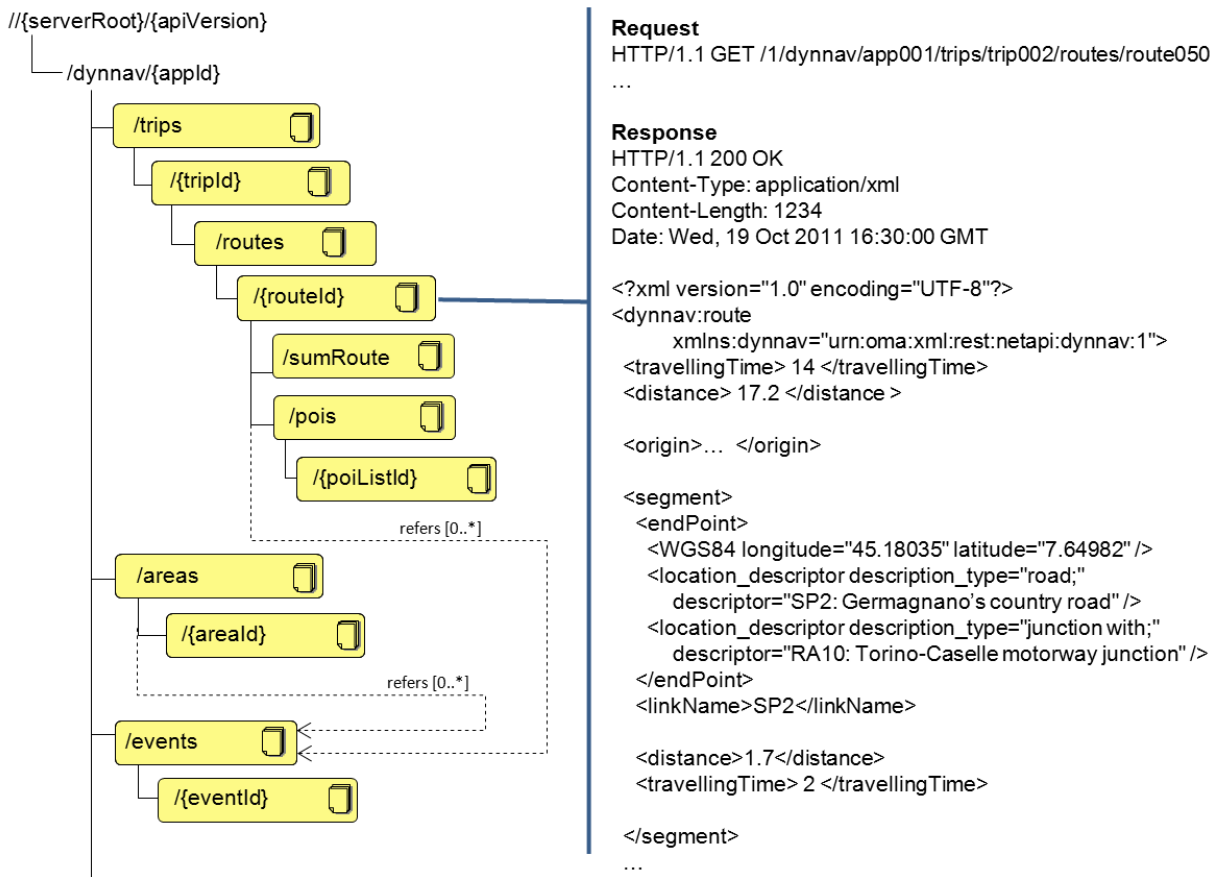 //{serverRoot}/{apiVersion}
/dynnav/{appId}
/trips
/{tripId}
/routes
/{routeId}
/sumRoute
/pois
/{poiListId}
refers [0..*]
/areas
/{areaId}
refers [0..*]
/events
/{eventId}
Request
HTTP/1.1 GET /1/dynnav/app001/trips/trip002/routes/route050
…
Response
HTTP/1.1 200 OK
Content-Type: application/xml
Content-Length: 1234
Date: Wed, 19 Oct 2011 16:30:00 GMT
<?xml version="1.0" encoding="UTF-8"?>
<dynnav:route
xmlns:dynnav="urn:oma:xml:rest:netapi:dynnav:1">
<travellingTime> 14 </travellingTime>
<distance> 17.2 </distance >
<origin>… </origin>
<segment>
<endPoint>
<WGS84 longitude="45.18035" latitude="7.64982" />
<location_descriptor description_type="road;"
descriptor="SP2: Germagnano’s country road" />
<location_descriptor description_type="junction with;"
descriptor="RA10: Torino-Caselle motorway junction" />
</endPoint>
<linkName>SP2</linkName>
<distance>1.7</distance>
<travellingTime> 2 </travellingTime>
</segment>
…